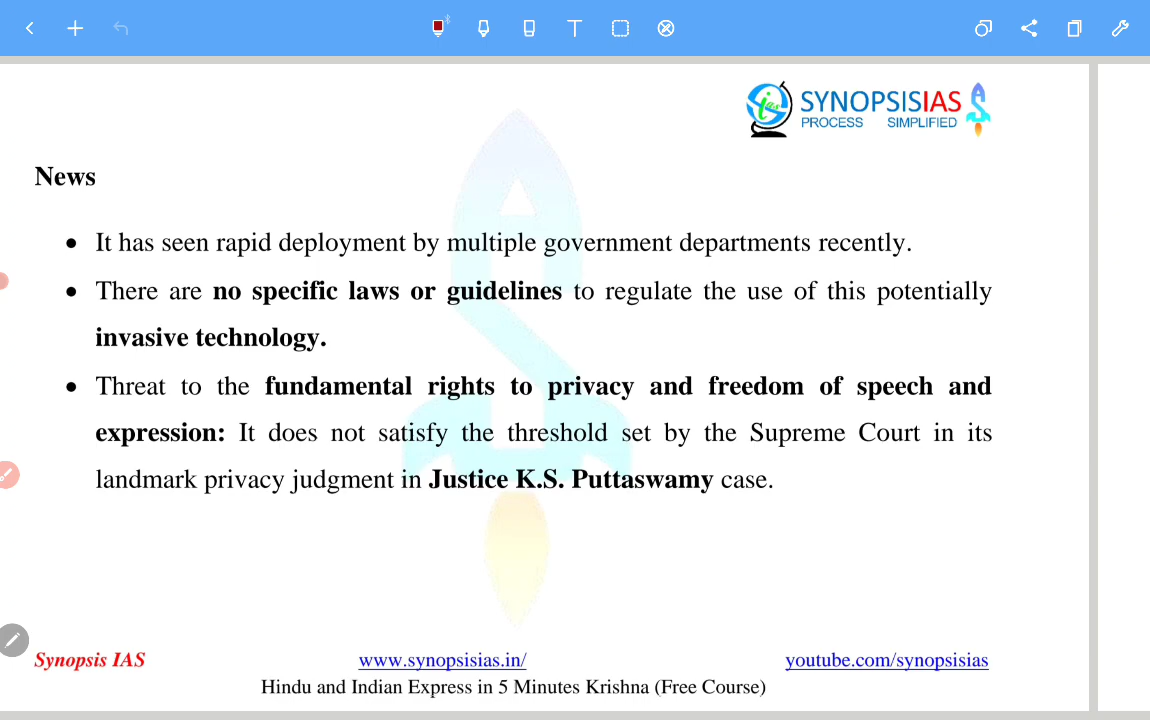 SYNOPSISIAS
PROCESS SIMPLIFIED
News
• It has seen rapid deployment by multiple government departments recently.
• There are no specific laws or guidelines to regulate the use of this potentially
invasive technology.
• Threat to the fundamental rights to privacy and freedom of speech and
expression: It does not satisfy the threshold set by the Supreme Court in its
landmark privacy judgment in Justice K.S. Puttaswamy case.
Synopsis IAS www.synopsisias.in/ youtube.com/synopsisias
Hindu and Indian Express in 5 Minutes Krishna (Free Course)